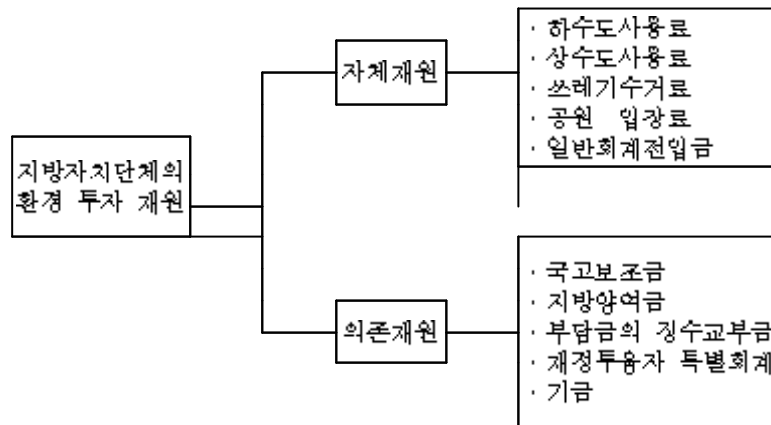 지방자치단체의
환경 투자 재원
자체재원
· 하수도사용료
· 상수도사용료
· 쓰레기수거료
· 공원 입장료
· 일반회계전입금
의존재원
· 국고보조금
· 지방양여금
· 부담금의 징수교부금
· 재정투융자 특별회계
· 기금